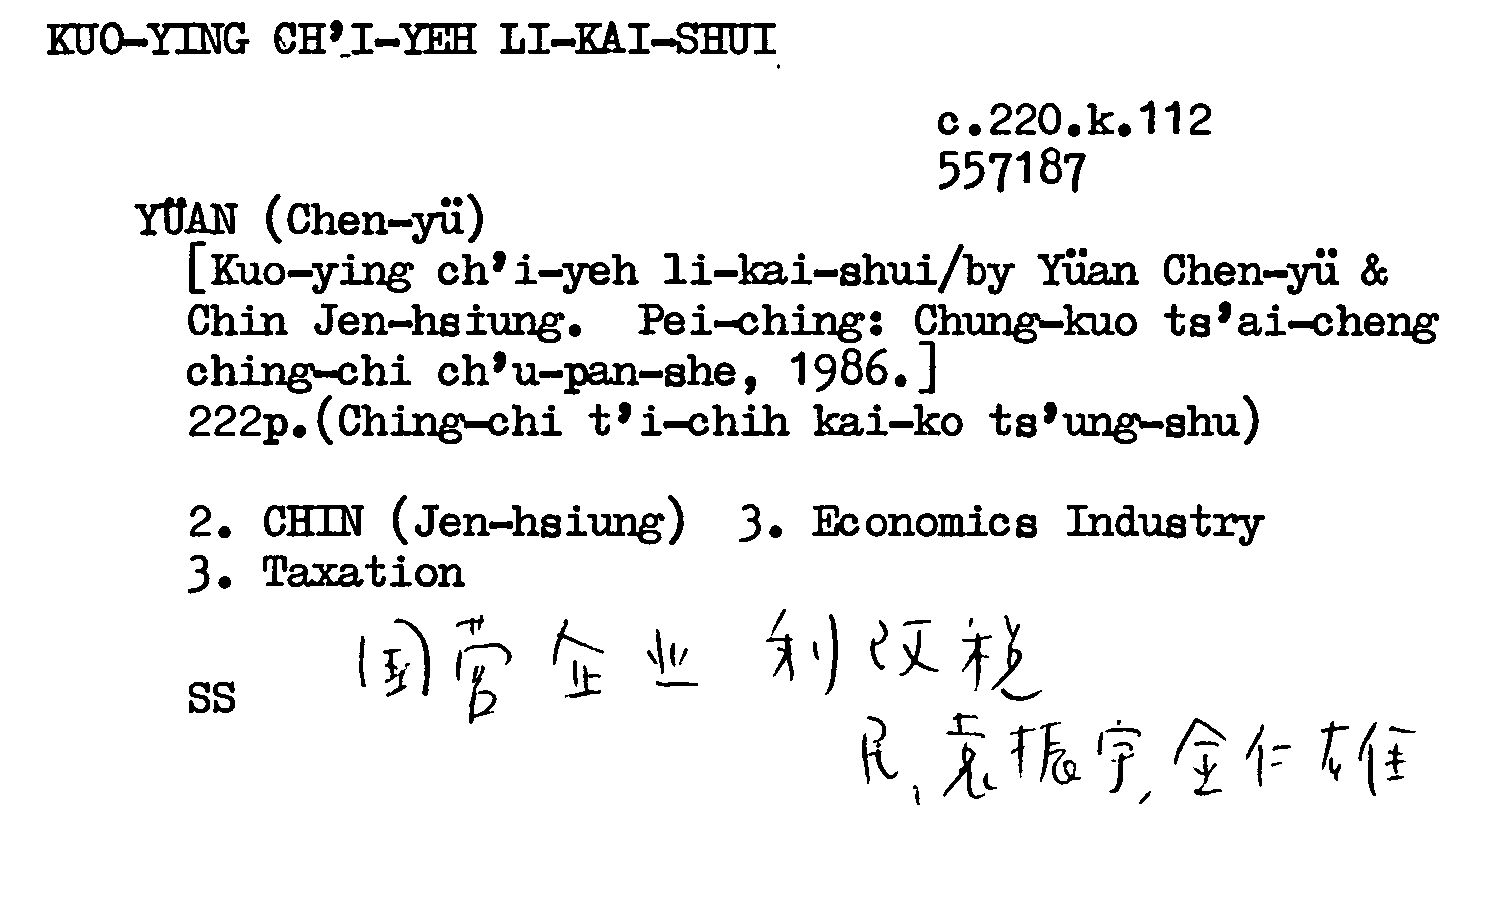 KUO-YING CH'I-YEH LI-KAI-SHUI
c.220.k.112
557187
YÜAN (Chen-yü)
[Kuo-ying ch'i-yeh li-kai-shui/by Yüan Chen-yü &
Chin Jen-hsiung. Pei-ching: Chung-kuo ts'ai-cheng
ching-chi ch'u-pan-she, 1986.]
222p.(Ching-chi t'i-chih kai-ko ts'ung-shu)
2. CHIN (Jen-hsiung) 3. Economics Industry
3. Taxation
国营企业 利改税
SS
袁振宇, 金仁雄